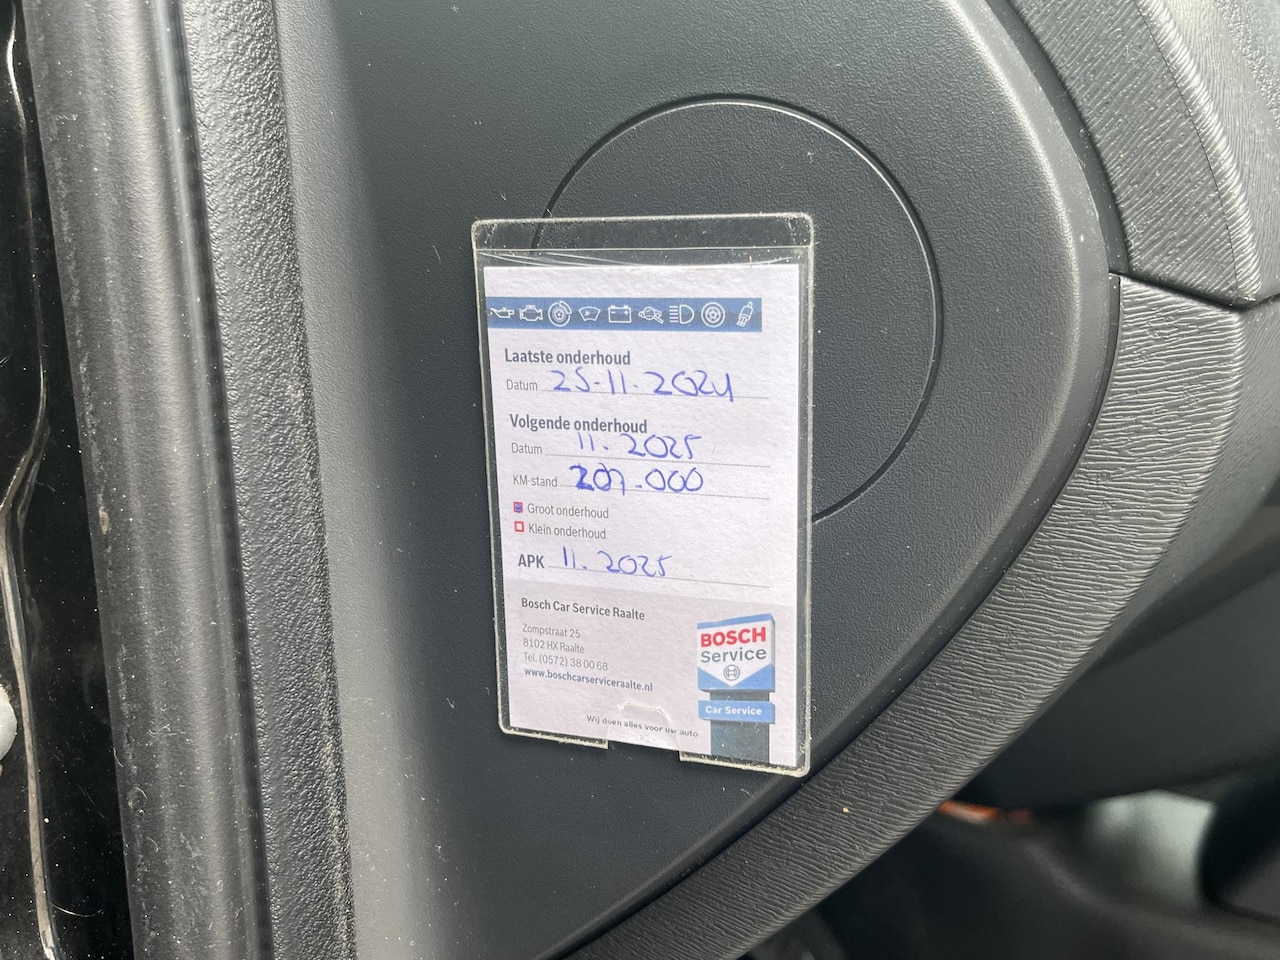 Laatste onderhoud
Datum 25-11-2024
Volgende onderhoud
Datum 11. 2025
KM-stand 207.000
Groot onderhoud
Klein onderhoud
APK 11. 2025
Bosch Car Service Raalte
Zompstraat 25
8102 HX Raalte
Tel. (0572) 38 00 68
www.boschcarserviceraalte.nl
BOSCH
Service
Car Service
Wij doen alles voor uw auto